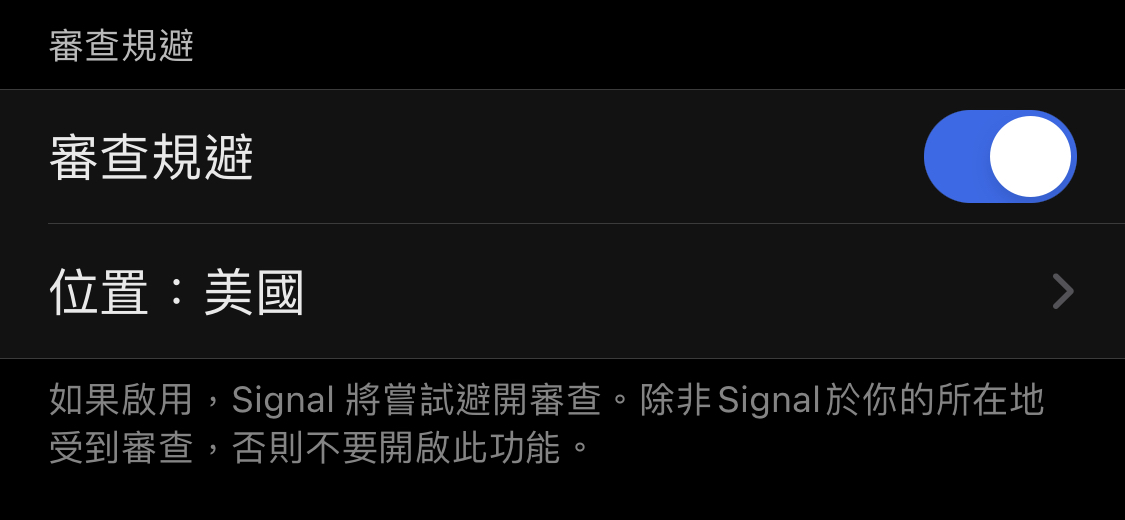 審查規避
審查規避
位置：美國
如果啟用，Signal 將嘗試避開審查。除非 Signal 於你的所在地
受到審查，否則不要開啟此功能。